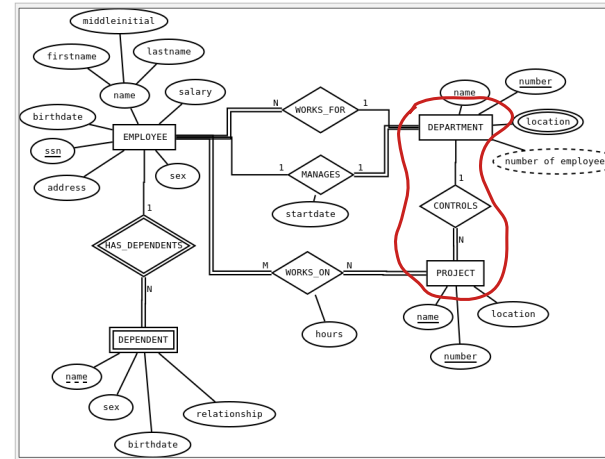 middleinitial
firstname
lastname
name
salary
birthdate
EMPLOYEE
ssn
address
sex
N
WORKS_FOR
1
1
MANAGES
1
startdate
name
number
DEPARTMENT
location
number of employee
1
CONTROLS
N
PROJECT
name
number
location
1
HAS_DEPENDENTS
N
M
WORKS_ON
N
hours
DEPENDENT
name
sex
birthdate
relationship